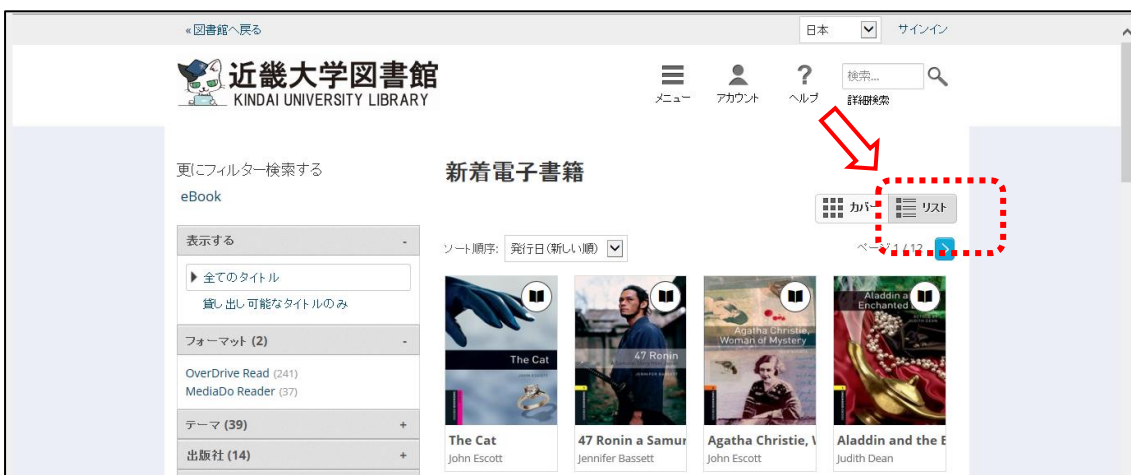 «図書館へ戻る
日本
サインイン
近畿大学図書館
KINDAI UNIVERSITY LIBRARY
メニュー
アカウント
?
ヘルプ
検索...
詳細検索
更にフィルター検索する
eBook
新着電子書籍
カバー
リスト
表示する -
全てのタイトル
貸し出し可能なタイトルのみ
フォーマット (2) -
OverDrive Read (241)
MediaDo Reader (37)
テーマ (39) +
出版社 (14) +
ソート順序: 発行日(新しい順)
ページ 1 / 12 >
The Cat
47 Ronin
JENNIFER BASSETT
Agatha Christie,
Woman of Mystery
Aladdin a
Enchanted
JUDITH DEAN
The Cat
John Escott
47 Ronin a Samur
Jennifer Bassett
Agatha Christie, \
John Escott
Aladdin and the E
Judith Dean